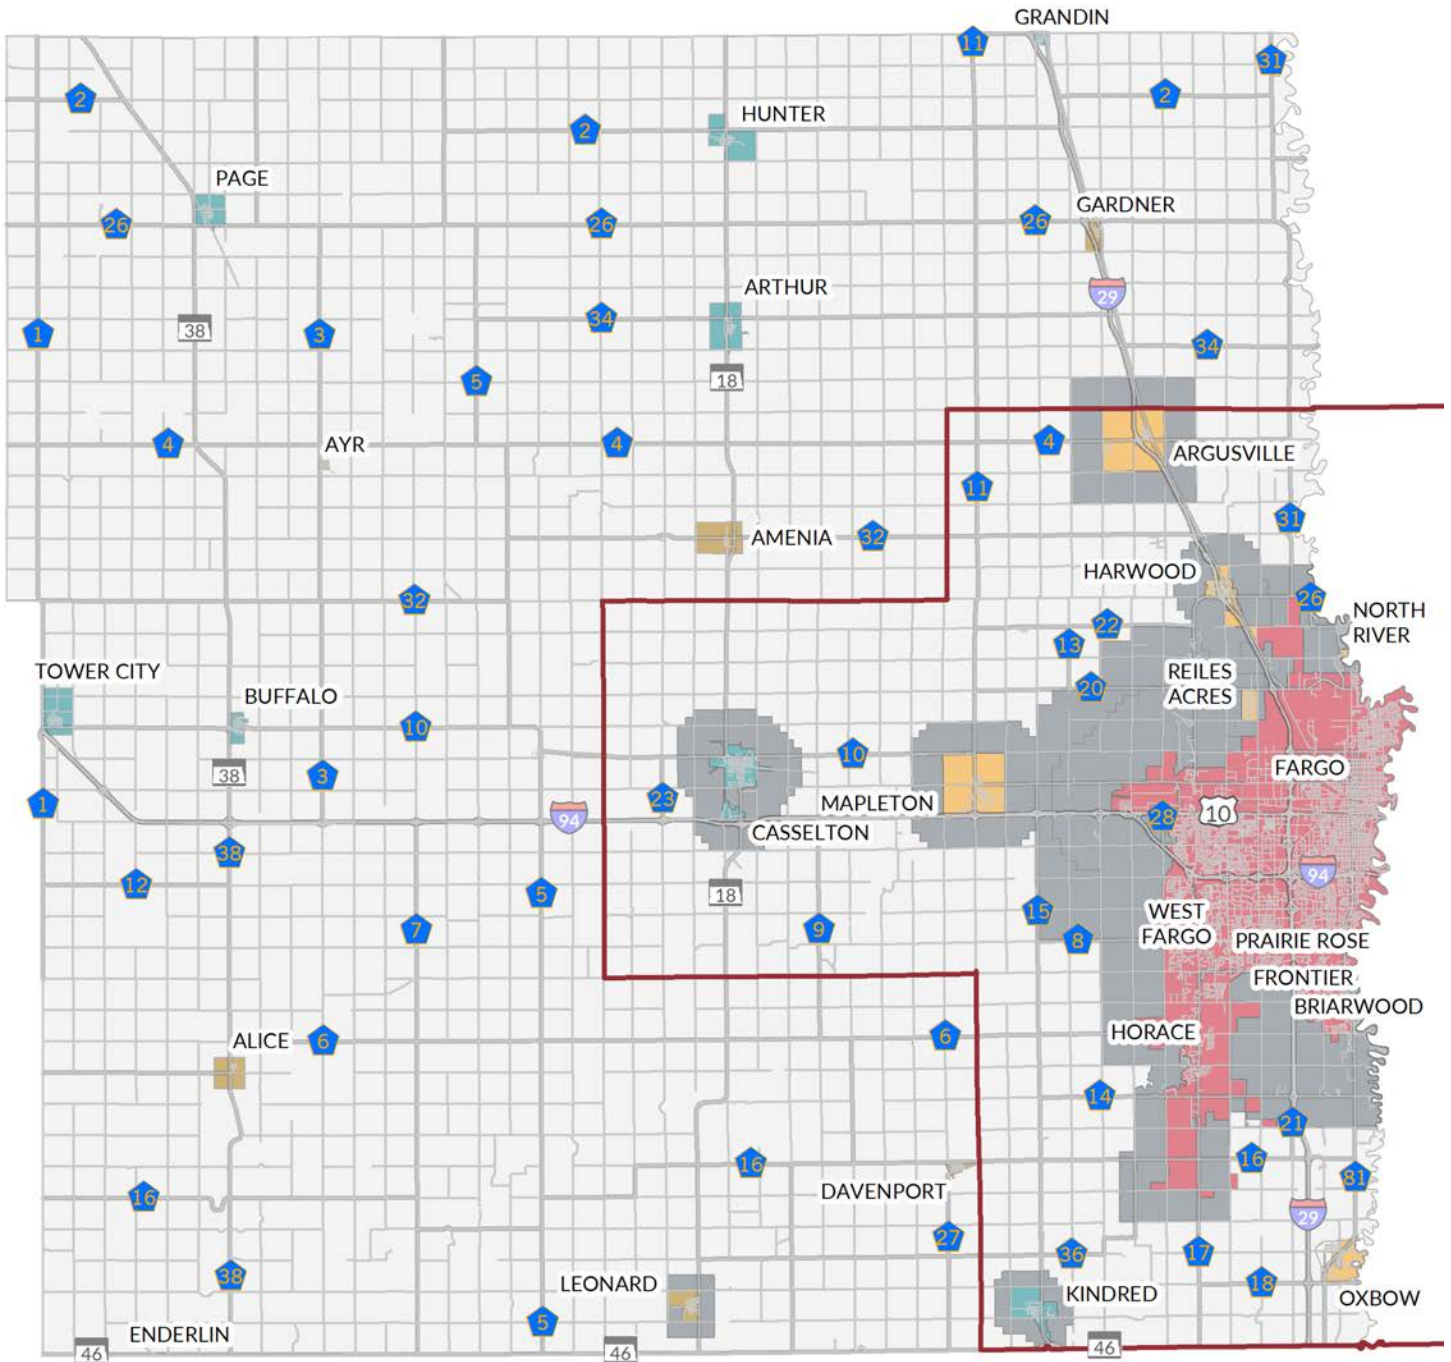 GRANDIN
11
31
2
2
2
HUNTER
PAGE
26
26
26
GARDNER
ARTHUR
29
34
1
38
3
34
5
18
4
AYR
4
4
ARGUSVILLE
11
31
AMENIA
32
HARWOOD
32
26
NORTH
RIVER
22
13
TOWER CITY
BUFFALO
REILES
ACRES
20
10
10
FARGO
38
3
1
23
MAPLETON
10
94
28
CASSELTON
38
94
12
5
18
15
WEST
FARGO
7
9
8
PRAIRIE ROSE
FRONTIER
BRIARWOOD
ALICE
6
6
HORACE
14
21
16
16
81
DAVENPORT
16
29
27
36
17
38
LEONARD
18
KINDRED
OXBOW
5
ENDERLIN
46
46
46